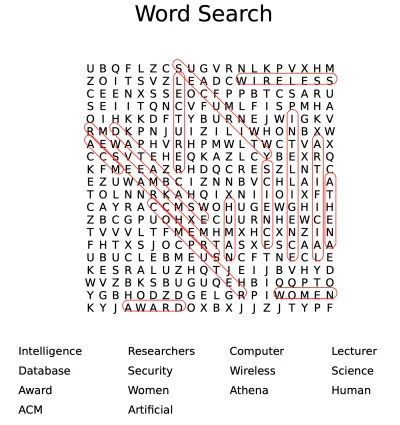 Word Search
U B Q F L Z C S U G V R N L K P V X H M
Z O I T S V Z L E A D C W I R E L E S S
C E E N X S S E O C F P P B T C S A R U
S E I I T Q N C V F U M L F I S P M H A
Q I H K K D F T Y B U R N E J W I G K V
R M D K P N J U I Z I L I W H O N B X W
A E W A P H V R H P M W L T W C T V A X
C C S V T E H E Q K A Z L C Y B E X R Q
K F M E E A Z R H D Q C R E S Z L N T C
E Z U W A M B C I Z N N B V C H L A I A
T O L N N R K A H Q X N I I I O I X F T
C A Y R A C C M S W O H U G E W G H I H
Z B C G P U O H X E C U U R N H E W C E
T V V V L T F M E M H M X H C X N Z I N
F H T X S J O C P R T A S X E S C A A A
U B U C L E B M E U S N C F T N E F L E
K E S R A L U Z H Q T J E I J B V H Y D
W V Z B K S B U G U Q E H B I Q Q P T O
Y G B H O D Z D G E L G R P I W O M E N
K Y J A W A R D O X B X J J Z J T Y P F
Intelligence Researchers Computer Lecturer
Database Security Wireless Science
Award Women Athena Human
ACM Artificial